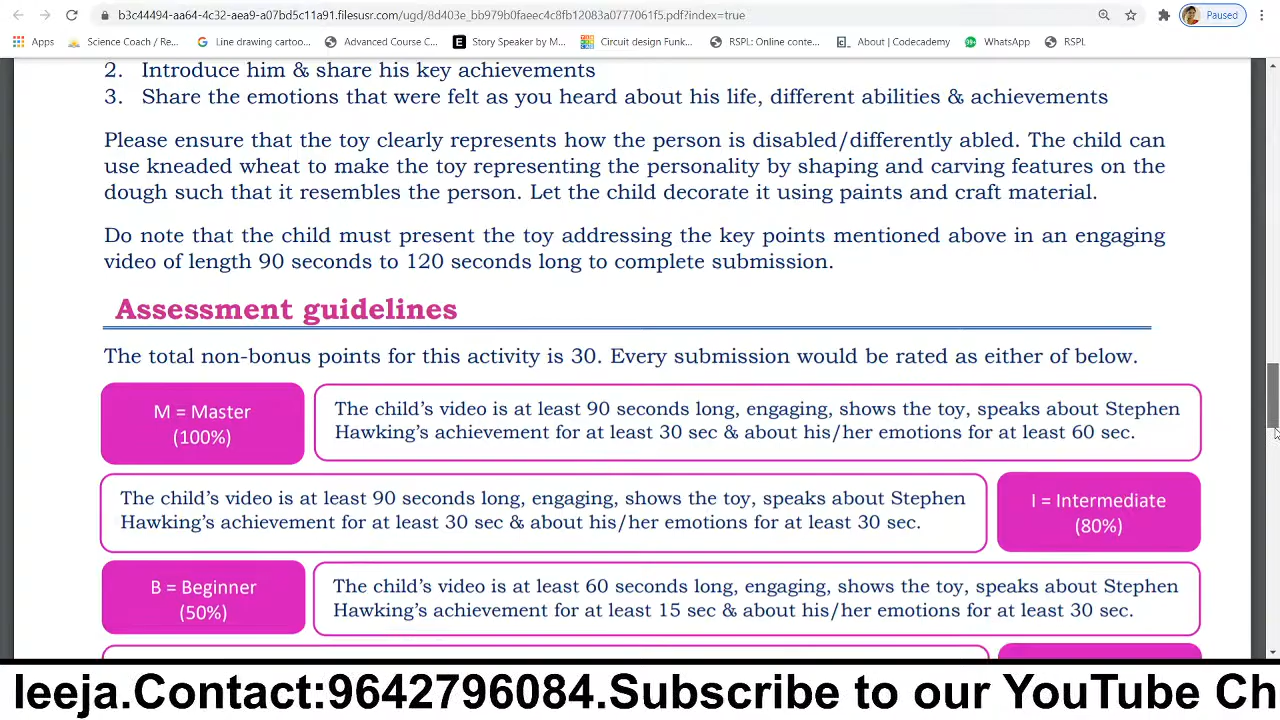 b3c44494-aa64-4c32-aea9-a07bd5c11a91.filesusr.com/ugd/8d403e_bb97970faec4c8fb12083a0777061f5.pdf?index=true
Paused
Apps
Science Coach / Re...
Line drawing cartoo...
Advanced Course C...
Story Speaker by M...
Circuit design Funk...
RSPL: Online conte...
About | Codecademy
WhatsApp
RSPL
2. Introduce him & share his key achievements
3. Share the emotions that were felt as you heard about his life, different abilities & achievements
Please ensure that the toy clearly represents how the person is disabled/differently abled. The child can
use kneaded wheat to make the toy representing the personality by shaping and carving features on the
dough such that it resembles the person. Let the child decorate it using paints and craft material.
Do note that the child must present the toy addressing the key points mentioned above in an engaging
video of length 90 seconds to 120 seconds long to complete submission.
Assessment guidelines
The total non-bonus points for this activity is 30. Every submission would be rated as either of below.
M = Master
(100%)
The child's video is at least 90 seconds long, engaging, shows the toy, speaks about Stephen
Hawking's achievement for at least 30 sec & about his/her emotions for at least 60 sec.
The child's video is at least 90 seconds long, engaging, shows the toy, speaks about Stephen
Hawking's achievement for at least 30 sec & about his/her emotions for at least 30 sec.
I = Intermediate
(80%)
B = Beginner
(50%)
The child's video is at least 60 seconds long, engaging, shows the toy, speaks about Stephen
Hawking's achievement for at least 15 sec & about his/her emotions for at least 30 sec.
leeja.Contact:9642796084.Subscribe to our YouTube Ch